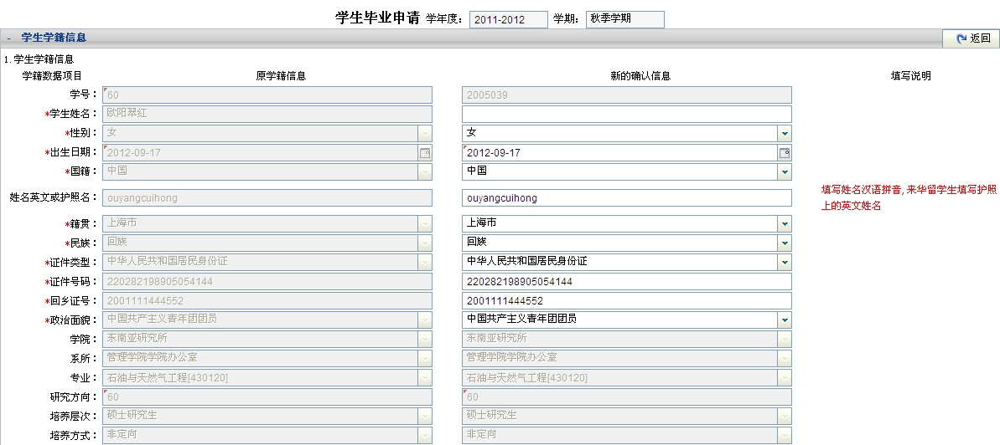 学生毕业申请 学年度： 2011-2012 学期： 秋季学期
- 学生学籍信息 返回
1. 学生学籍信息
学籍数据项目 原学籍信息 新的确认信息 填写说明
学号： 60 2005039
*学生姓名： 欧阳翠红
*性别： 女 女
*出生日期： 2012-09-17 2012-09-17
*国籍： 中国 中国
姓名英文或护照名： ouyangcuihong ouyangcuihong 填写姓名汉语拼音, 来华留学生填写护照
上的英文姓名
*籍贯： 上海市 上海市
*民族： 回族 回族
*证件类型： 中华人民共和国居民身份证 中华人民共和国居民身份证
*证件号码： 220282198905054144 220282198905054144
*回乡证号： 2001111444552 2001111444552
*政治面貌： 中国共产主义青年团团员 中国共产主义青年团团员
学院： 东南亚研究所 东南亚研究所
系所： 管理学院学院办公室 管理学院学院办公室
专业： 石油与天然气工程[430120] 石油与天然气工程[430120]
研究方向： 60 60
培养层次： 硕士研究生 硕士研究生
培养方式： 非定向 非定向